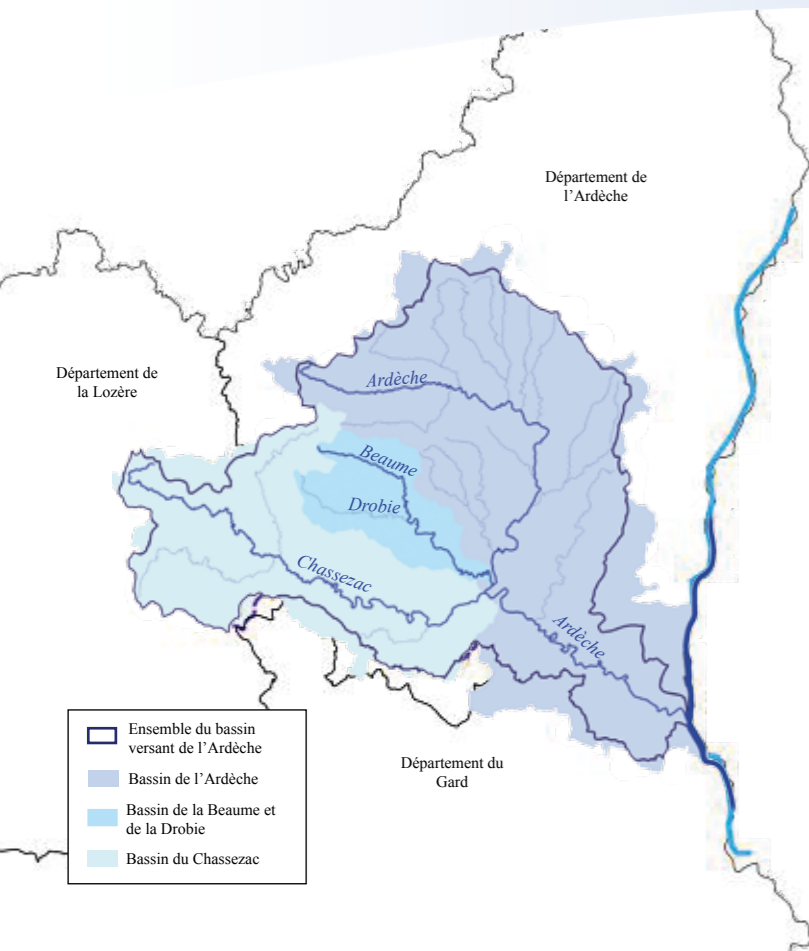 Département de
l'Ardèche
Département de
la Lozère
Ardèche
Beaume
Drobie
Chassezac
Ardèche
Département du
Gard
Ensemble du bassin
versant de l'Ardèche
Bassin de l'Ardèche
Bassin de la Beaume et
de la Drobie
Bassin du Chassezac